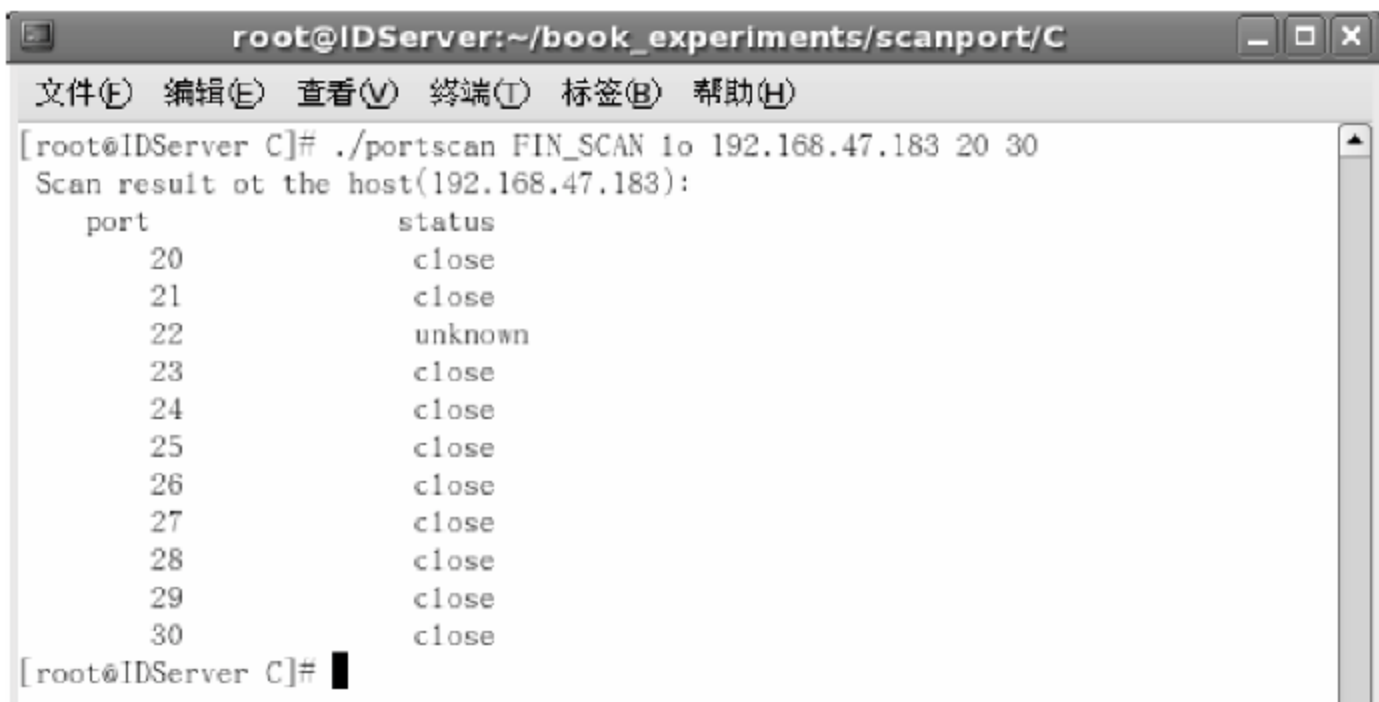 root@IDServer:~/book_experiments/scanport/C
文件(F) 编辑(E) 查看(V) 终端(T) 标签(B) 帮助(H)
[root@IDServer C]# ./portscan FIN_SCAN lo 192.168.47.183 20 30
Scan result ot the host(192.168.47.183):
port status
20 close
21 close
22 unknown
23 close
24 close
25 close
26 close
27 close
28 close
29 close
30 close
[root@IDServer C]#